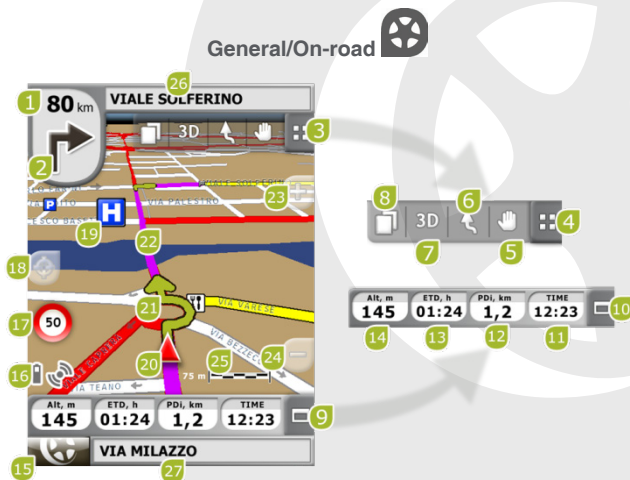 General/On-road
26
1 80 km
VIALE SOLFERINO
2
3D
3
8
6
23
4
VIA PALESTRO
P
H
19
7
5
22
18
Alt, m ETD, h PDi, km TIME
145 01:24 1,2 12:23
10
21
VIA VARESE
17 50
14 13 12 11
20
25
24
16
75 m
VIA TEANO
Alt, m ETD, h PDi, km TIME
145 01:24 1,2 12:23
9
VIA MILAZZO
15
27